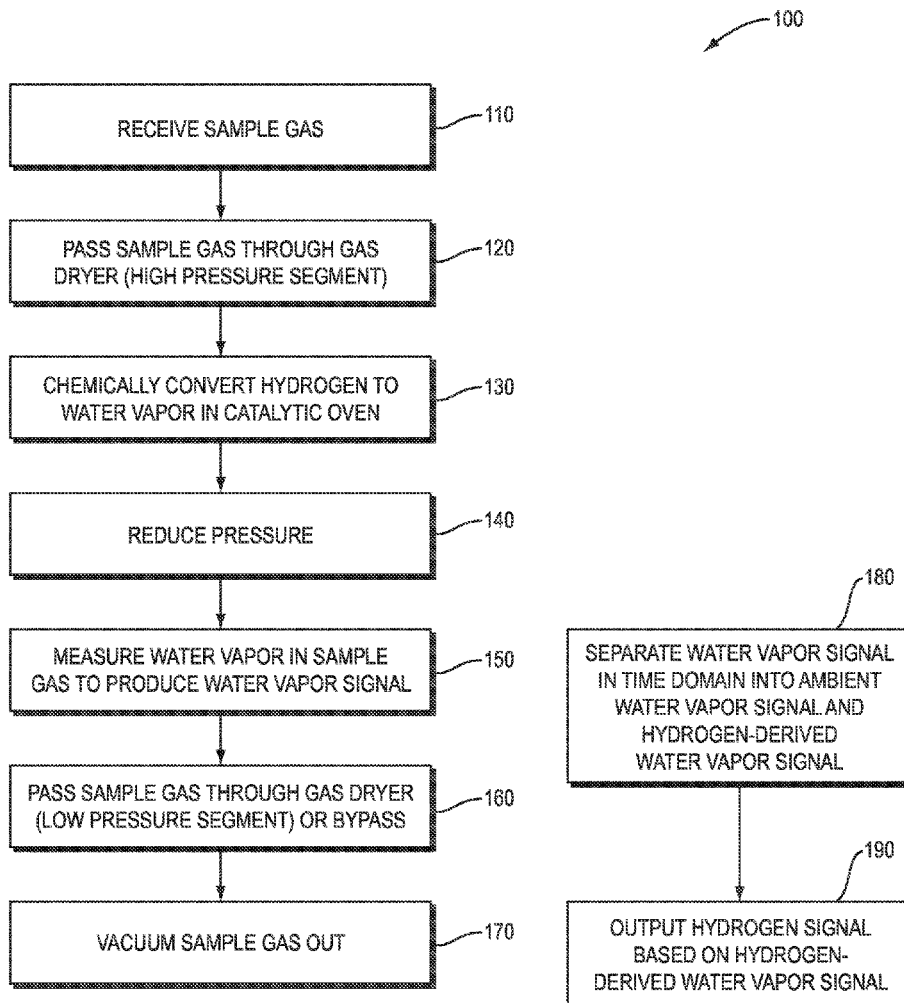 100
RECEIVE SAMPLE GAS
110
PASS SAMPLE GAS THROUGH GAS
DRYER (HIGH PRESSURE SEGMENT)
120
CHEMICALLY CONVERT HYDROGEN TO
WATER VAPOR IN CATALYTIC OVEN
130
REDUCE PRESSURE
140
MEASURE WATER VAPOR IN SAMPLE
GAS TO PRODUCE WATER VAPOR SIGNAL
150
PASS SAMPLE GAS THROUGH GAS DRYER
(LOW PRESSURE SEGMENT) OR BYPASS
160
VACUUM SAMPLE GAS OUT
170
180
SEPARATE WATER VAPOR SIGNAL
IN TIME DOMAIN INTO AMBIENT
WATER VAPOR SIGNAL AND
HYDROGEN-DERIVED
WATER VAPOR SIGNAL
190
OUTPUT HYDROGEN SIGNAL
BASED ON HYDROGEN-
DERIVED WATER VAPOR SIGNAL